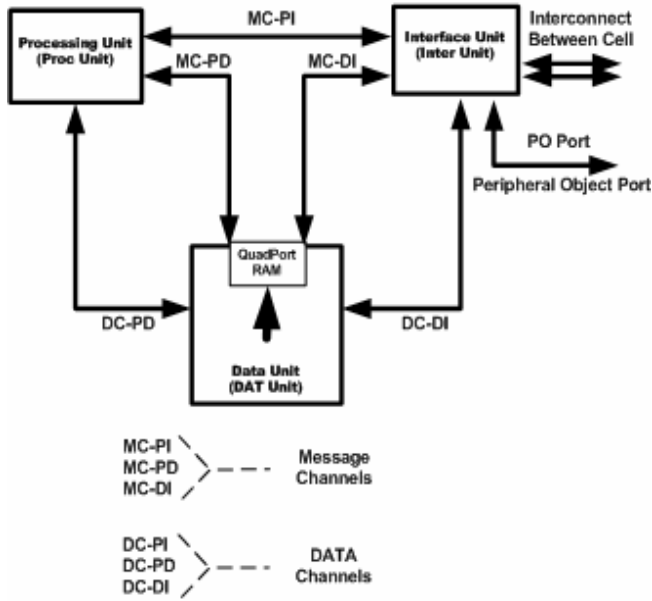 Processing Unit
(Proc Unit)
MC-PI
Interface Unit
(Inter Unit)
Interconnect
Between Cell
MC-PD
MC-DI
PO Port
Peripheral Object Port
QuadPort
RAM
DC-PD
DC-DI
Data Unit
(DAT Unit)
MC-PI
MC-PD
MC-DI
Message
Channels
DC-PI
DC-PD
DC-DI
DATA
Channels